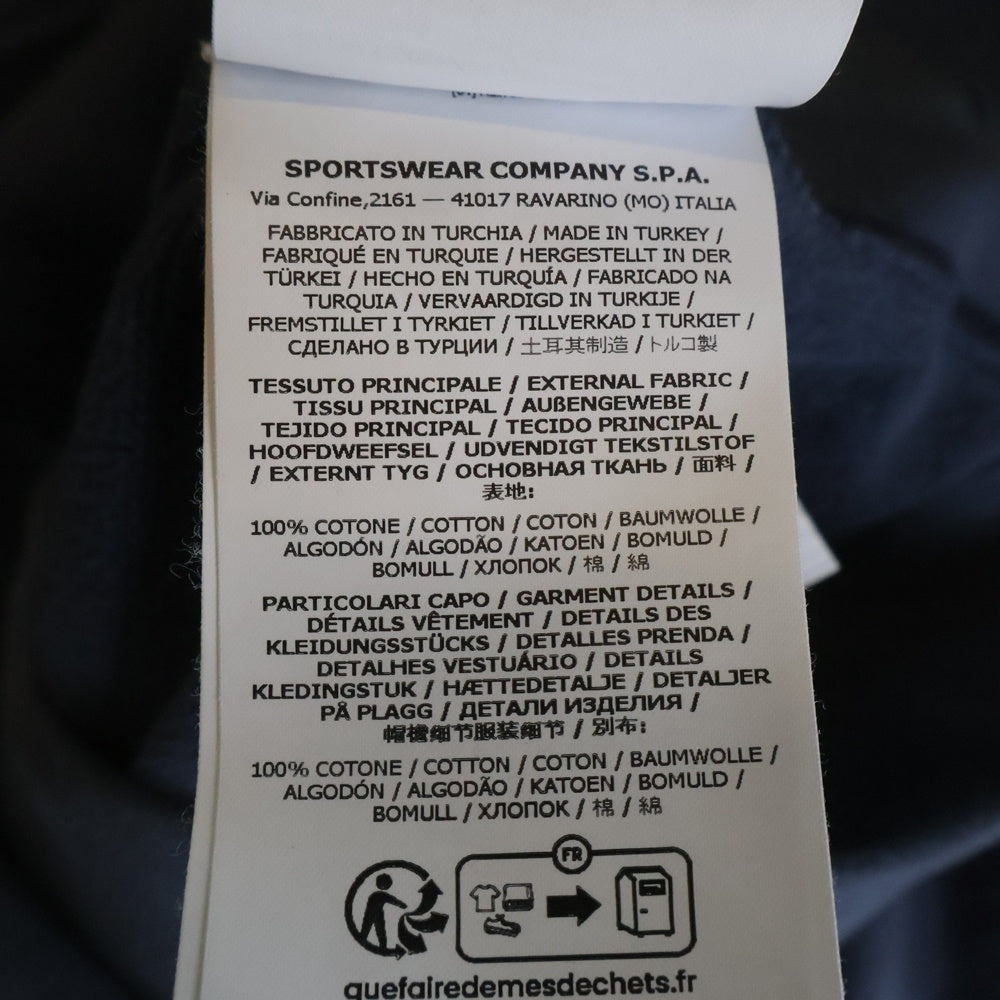 SPORTSWEAR COMPANY S.P.A.
Via Confine,2161 — 41017 RAVARINO (MO) ITALIA
FABBRICATO IN TURCHIA / MADE IN TURKEY /
FABRIQUÉ EN TURQUIE / HERGESTELLT IN DER
TÜRKEI / HECHO EN TURQUÍA / FABRICADO NA
TURQUIA / VERVAARDIGD IN TURKIJE /
FREMSTILLET I TYRKIET / TILLVERKAD I TURKIET /
СДЕЛАНО В ТУРЦИИ / 土耳其制造 / トルコ製
TESSUTO PRINCIPALE / EXTERNAL FABRIC /
TISSU PRINCIPAL / AUßENGEWEBE /
TEJIDO PRINCIPAL / TECIDO PRINCIPAL /
HOOFDWEEFSEL / UDVENDIGT TEKSTILSTOF
/ EXTERNT TYG / ОСНОВНАЯ ТКАНЬ / 面料 /
表地:
100% COTONE / COTTON / COTON / BAUMWOLLE /
ALGODÓN / ALGODÃO / KATOEN / BOMULD /
BOMULL / ХЛОПОК / 棉 / 綿
PARTICOLARI CAPO / GARMENT DETAILS /
DÉTAILS VÊTEMENT / DETAILS DES
KLEIDUNGSSTÜCKS / DETALLES PRENDA /
DETALHES VESTUÁRIO / DETAILS
KLEDINGSTUK / HÆTTEDETALJE / DETALJER
PÅ PLAGG / ДЕТАЛИ ИЗДЕЛИЯ /
细节服装细节 / 別布:
100% COTONE / COTTON / COTON / BAUMWOLLE /
ALGODÓN / ALGODÃO / KATOEN / BOMULD /
BOMULL / ХЛОПОК / 棉 / 綿
FR
quefairedemesdechets.fr